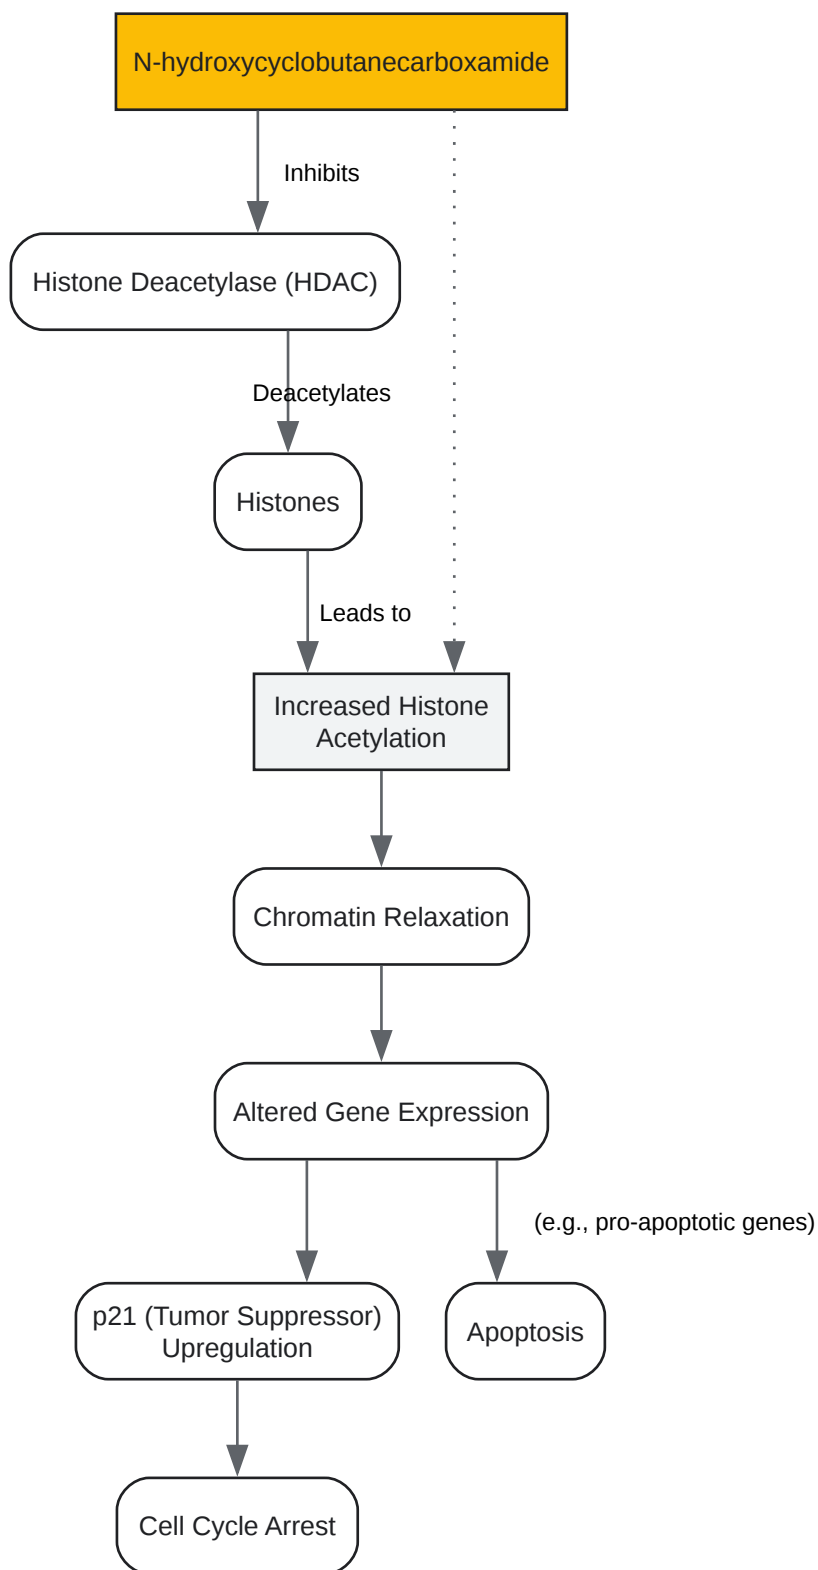 N-hydroxycyclobutanecarboxamide
Inhibits
Histone Deacetylase (HDAC)
Deacetylates
Histones
Leads to
Increased Histone
Acetylation
Chromatin Relaxation
Altered Gene Expression
(e.g., pro-apoptotic genes)
p21 (Tumor Suppressor)
Upregulation
Apoptosis
Cell Cycle Arrest